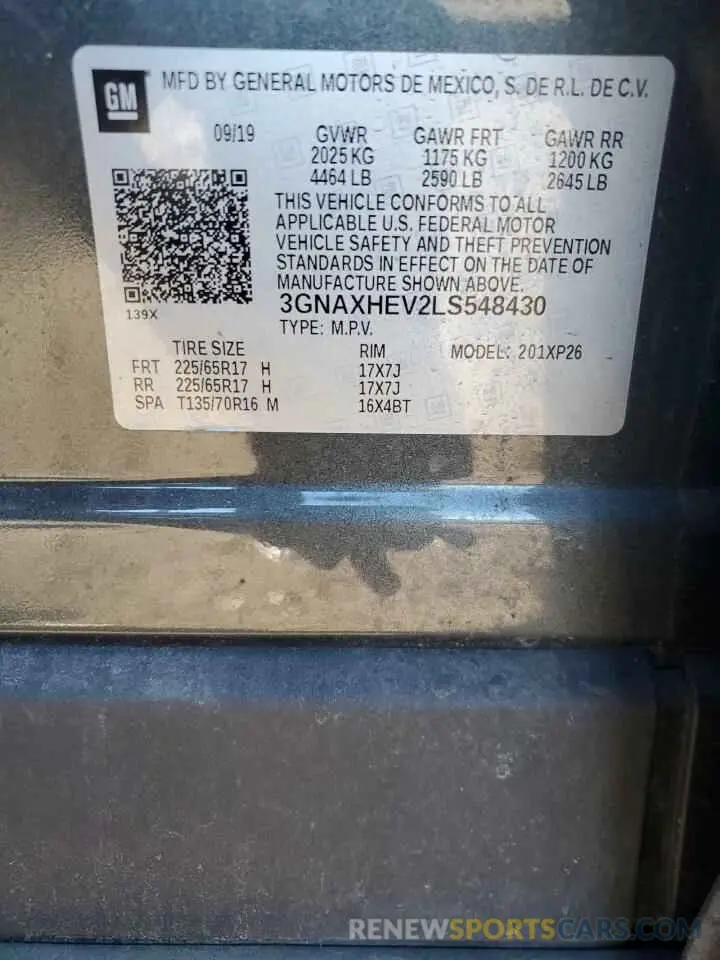 GM
MFD BY GENERAL MOTORS DE MEXICO, S. DE R.L. DE C.V.
09/19 GVWR GAWR FRT GAWR RR
2025 KG 1175 KG 1200 KG
4464 LB 2590 LB 2645 LB
THIS VEHICLE CONFORMS TO ALL
APPLICABLE U.S. FEDERAL MOTOR
VEHICLE SAFETY AND THEFT PREVENTION
STANDARDS IN EFFECT ON THE DATE OF
MANUFACTURE SHOWN ABOVE.
139X
3GNAXHEV2LS548430
TYPE: M.P.V.
TIRE SIZE RIM MODEL: 201XP26
FRT 225/65R17 H 17X7J
RR 225/65R17 H 17X7J
SPA T135/70R16 M 16X4BT
RENEWSPORTSCARS.COM